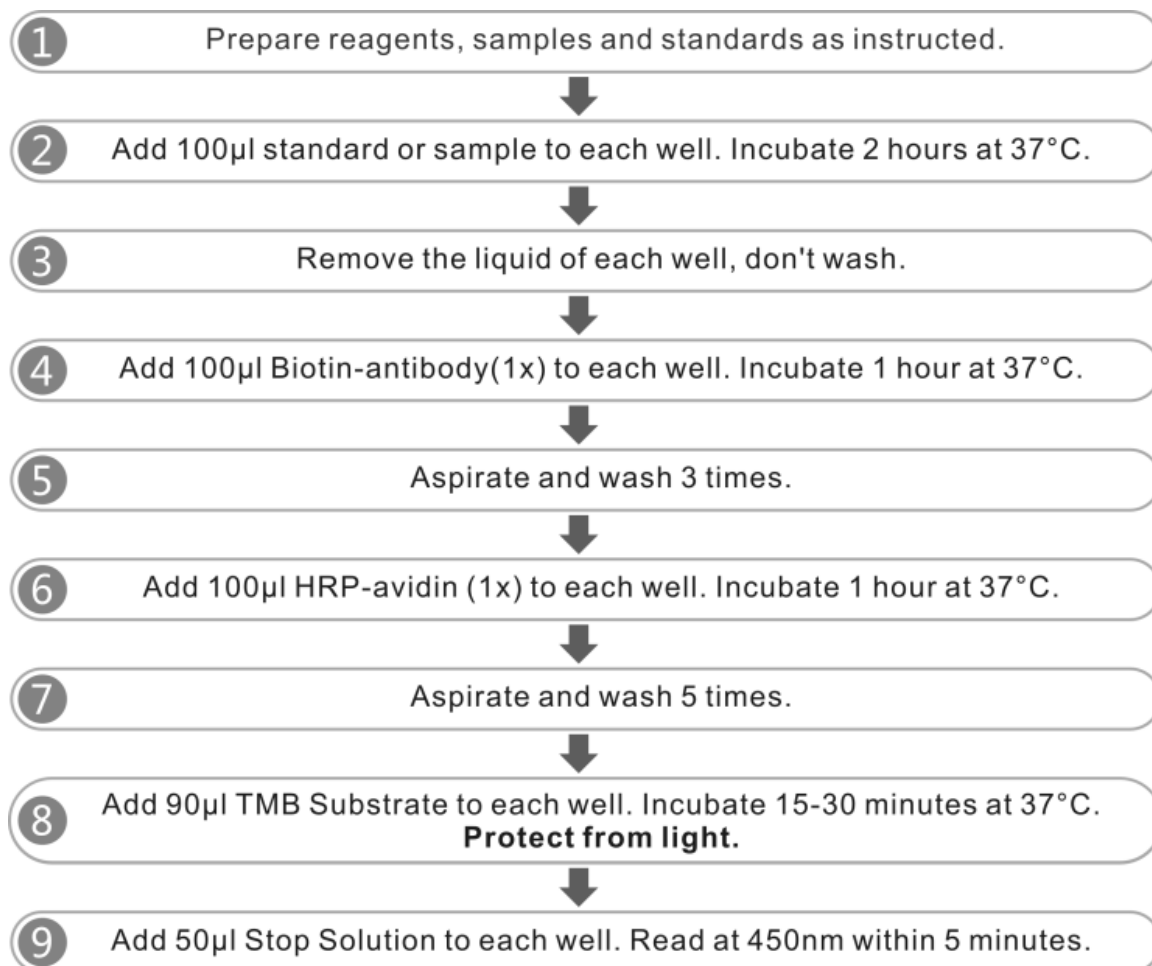 1 Prepare reagents, samples and standards as instructed.
2 Add 100μl standard or sample to each well. Incubate 2 hours at 37°C.
3 Remove the liquid of each well, don't wash.
4 Add 100μl Biotin-antibody(1x) to each well. Incubate 1 hour at 37°C.
5 Aspirate and wash 3 times.
6 Add 100μl HRP-avidin (1x) to each well. Incubate 1 hour at 37°C.
7 Aspirate and wash 5 times.
8 Add 90μl TMB Substrate to each well. Incubate 15-30 minutes at 37°C.
Protect from light.
9 Add 50μl Stop Solution to each well. Read at 450nm within 5 minutes.